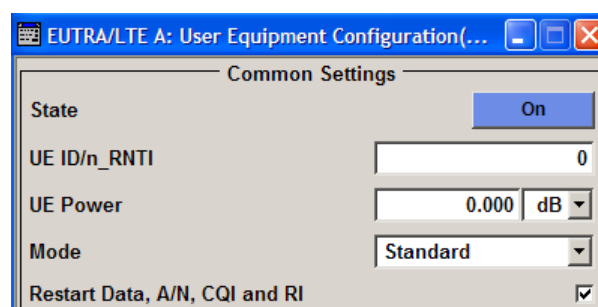 EUTRA/LTE A: User Equipment Configuration(...
Common Settings
State On
UE ID/n_RNTI 0
UE Power 0.000 dB
Mode Standard
Restart Data, A/N, CQI and RI